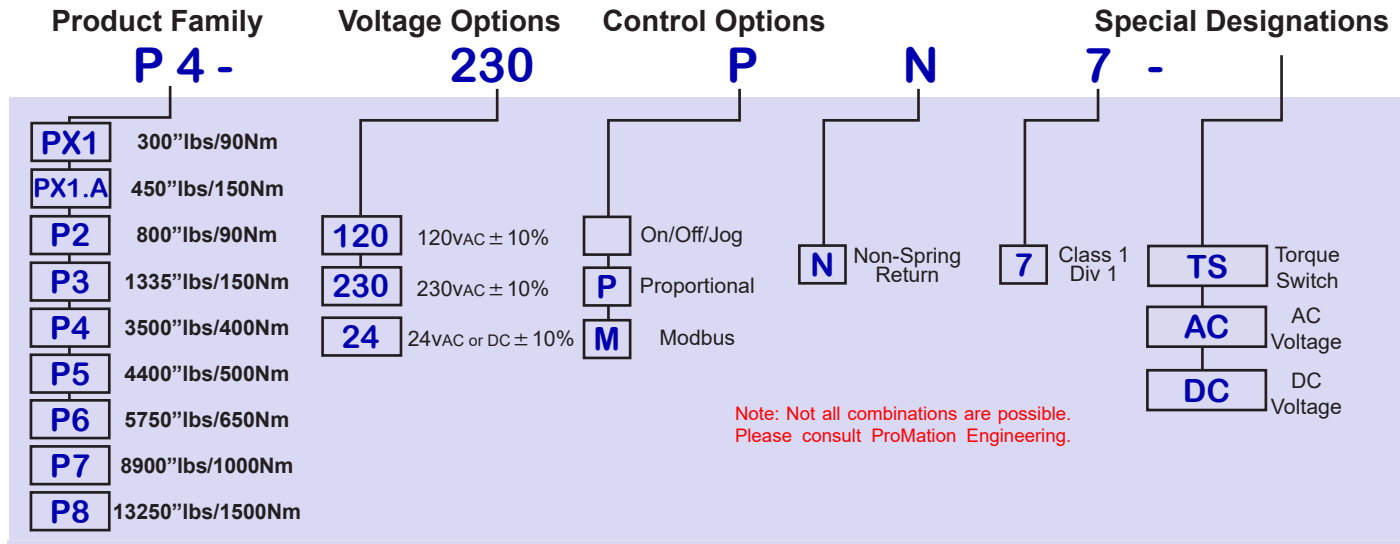 Product Family Voltage Options Control Options Special Designations
P 4 - 230 P N 7 -
PX1 300”lbs/90Nm
PX1.A 450”lbs/150Nm
P2 800”lbs/90Nm
P3 1335”lbs/150Nm
P4 3500”lbs/400Nm
P5 4400”lbs/500Nm
P6 5750”lbs/650Nm
P7 8900”lbs/1000Nm
P8 13250”lbs/1500Nm
120 120VAC ± 10%
230 230VAC ± 10%
24 24VAC or DC ± 10%
On/Off/Jog
P Proportional
M Modbus
N Non-Spring
Return
7 Class 1
Div 1
TS Torque
Switch
AC AC
Voltage
DC DC
Voltage
Note: Not all combinations are possible.
Please consult ProMation Engineering.